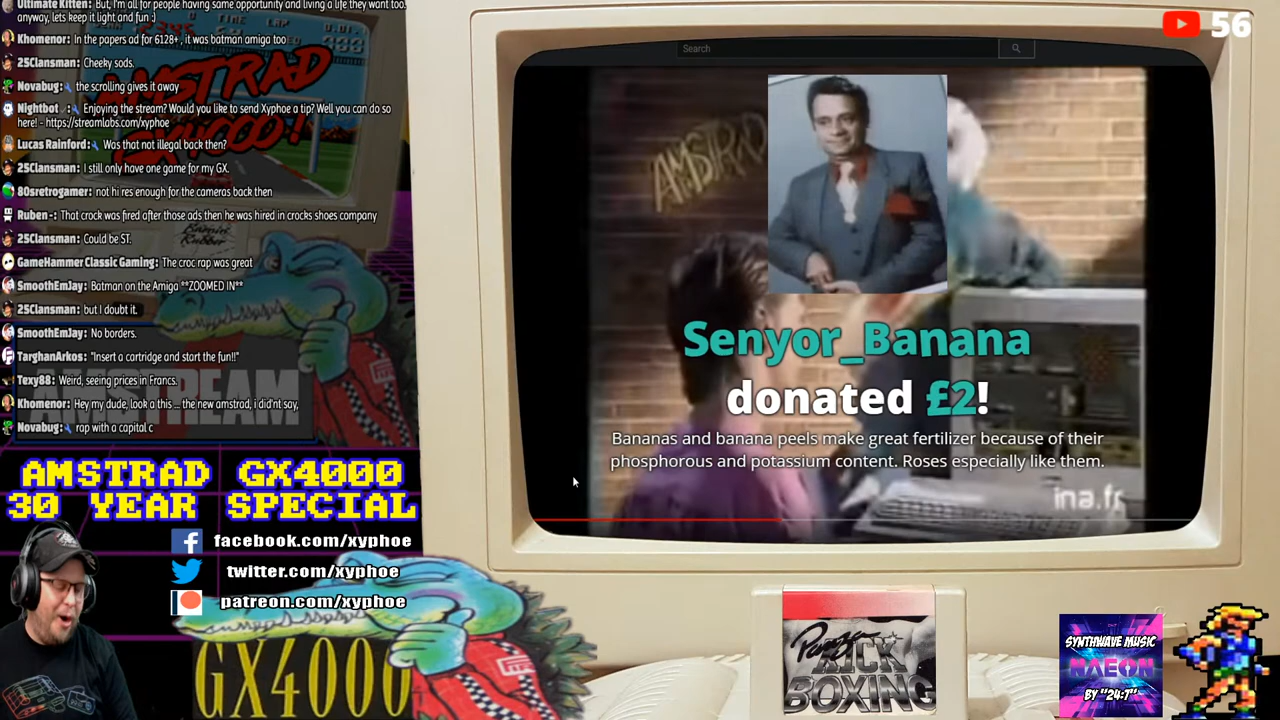 Ultimate Kitten: But, I'm all for people having same opportunity and living a life they want too.
anyway, lets keep it light and fun :)
Khomenor: In the papers ad for 6128+, it was batman amiga too
25Clansman: Cheeky sods.
Novabug: the scrolling gives it away
Nightbot: Enjoying the stream? Would you like to send Xyphoe a tip? Well you can do so
here! - https://streamlabs.com/xyphoe
Lucas Rainford: Was that not illegal back then?
25Clansman: I still only have one game for my GX.
80sretrogamer: not hi res enough for the cameras back then
Ruben-: That crock was fired after those ads then he was hired in crocks shoes company
25Clansman: Could be ST.
GameHammer Classic Gaming: The croc rap was great
SmoothEmJay: Batman on the Amiga **ZOOMED IN**
25Clansman: but I doubt it.
SmoothEmJay: No borders.
TarghanArkos: "Insert a cartridge and start the fun!!"
Texy88: Weird, seeing prices in Francs.
Khomenor: Hey my dude, look a this ... the new amstrad, i did'nt say,
Novabug: rap with a capital c
AMSTRAD
GX4000!
AMSTREAM
AMSTRAD GX4000
30 YEAR SPECIAL
facebook.com/xyphoe
twitter.com/xyphoe
patreon.com/xyphoe
GX4000
Search
56
AMSTRAD
Senyor_Banana
donated £2!
Bananas and banana peels make great fertilizer because of their
phosphorous and potassium content. Roses especially like them.
ina.fr
KICK
BOXING
SYNTHWAVE MUSIC
NAEON
BY "24:7"